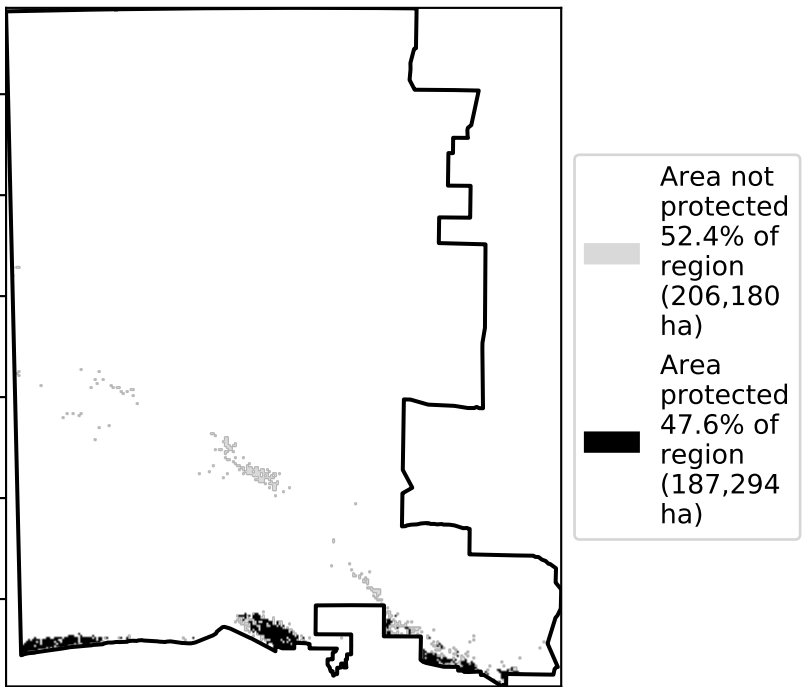 Area not
protected
52.4% of
region
(206,180
ha)
Area
protected
47.6% of
region
(187,294
ha)